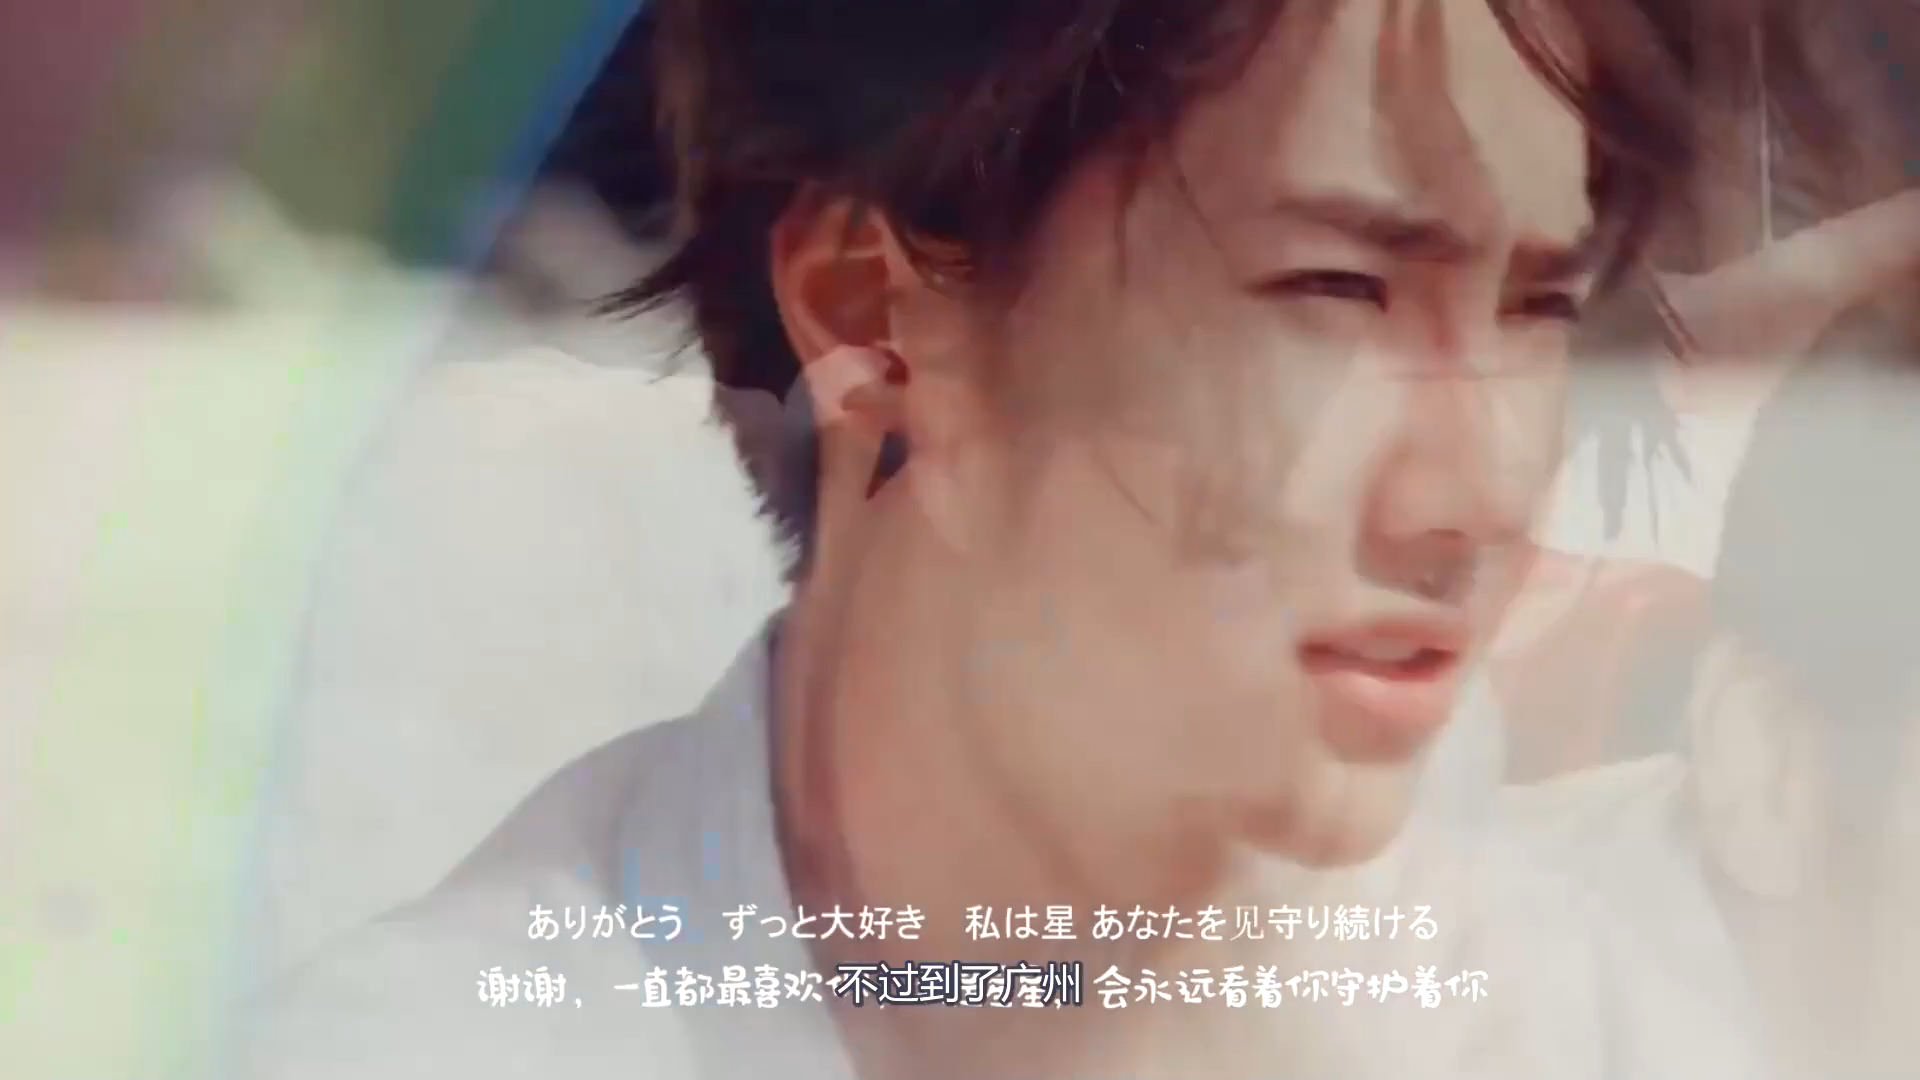 ありがとう　ずっと大好き　私は星 あなたを见守り続ける
谢谢，一直都最喜欢 星，会永远看着你守护着你
不过到了广州